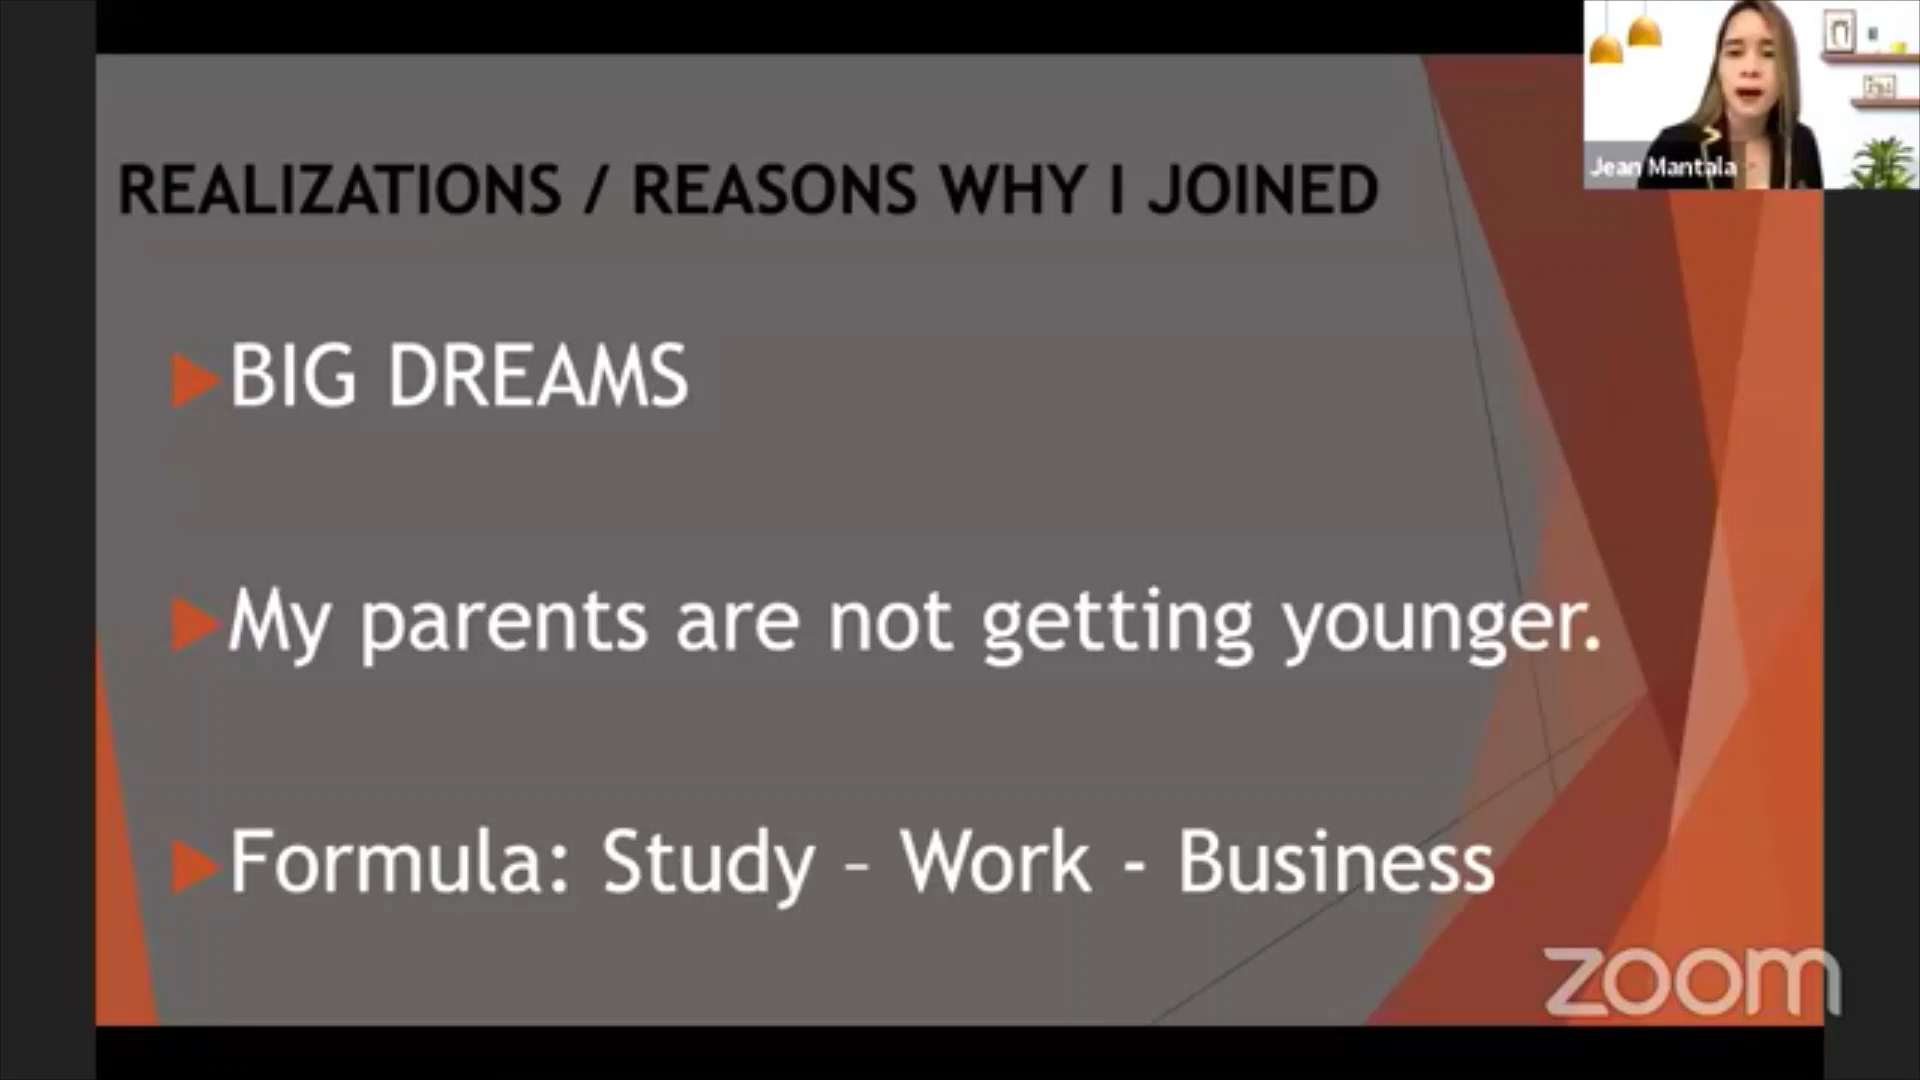 Jean Mantala
REALIZATIONS / REASONS WHY I JOINED
BIG DREAMS
My parents are not getting younger.
Formula: Study – Work - Business
zoom